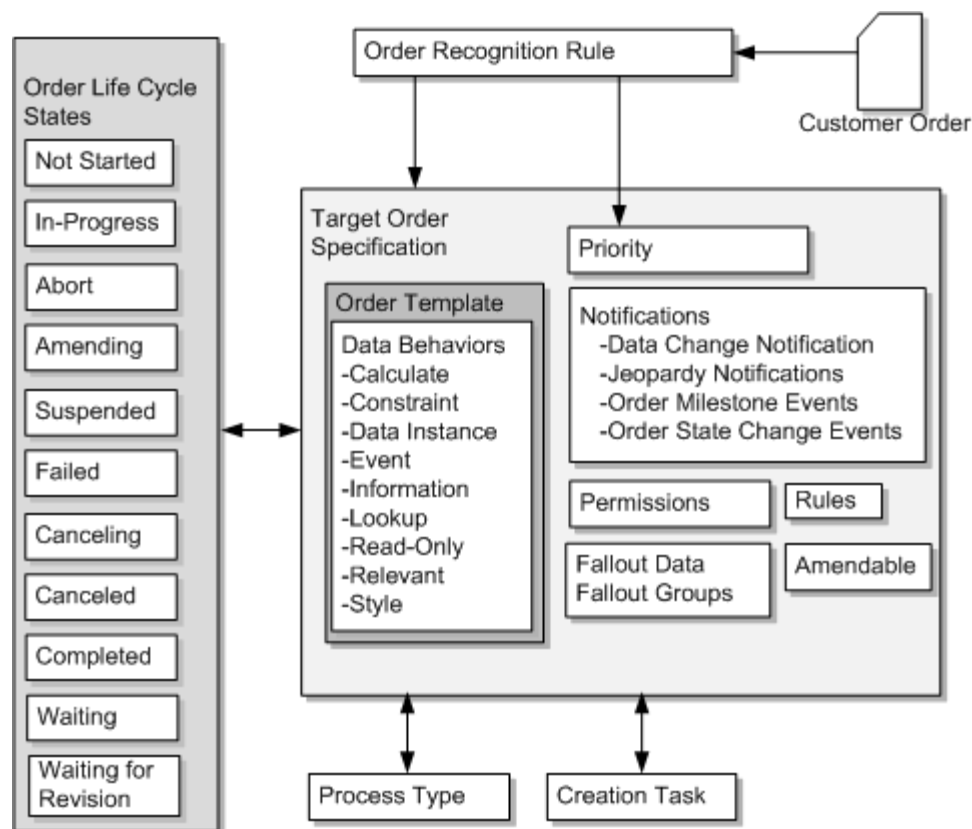 Order Life Cycle
States
Not Started
In-Progress
Abort
Amending
Suspended
Failed
Canceling
Canceled
Completed
Waiting
Waiting for
Revision
Order Recognition Rule
Customer Order
Target Order
Specification
Order Template
Data Behaviors
-Calculate
-Constraint
-Data Instance
-Event
-Information
-Lookup
-Read-Only
-Relevant
-Style
Priority
Notifications
-Data Change Notification
-Jeopardy Notifications
-Order Milestone Events
-Order State Change Events
Permissions
Rules
Fallout Data
Fallout Groups
Amendable
Process Type
Creation Task